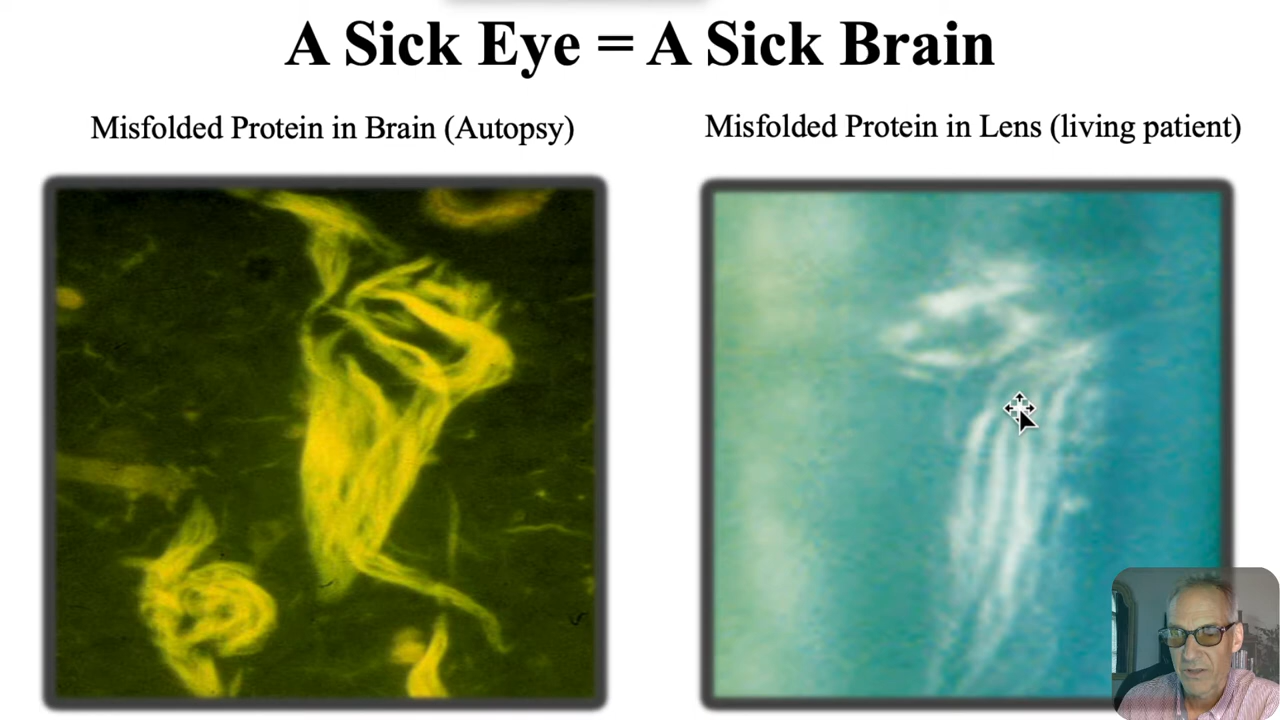 A Sick Eye = A Sick Brain
Misfolded Protein in Brain (Autopsy)
Misfolded Protein in Lens (living patient)